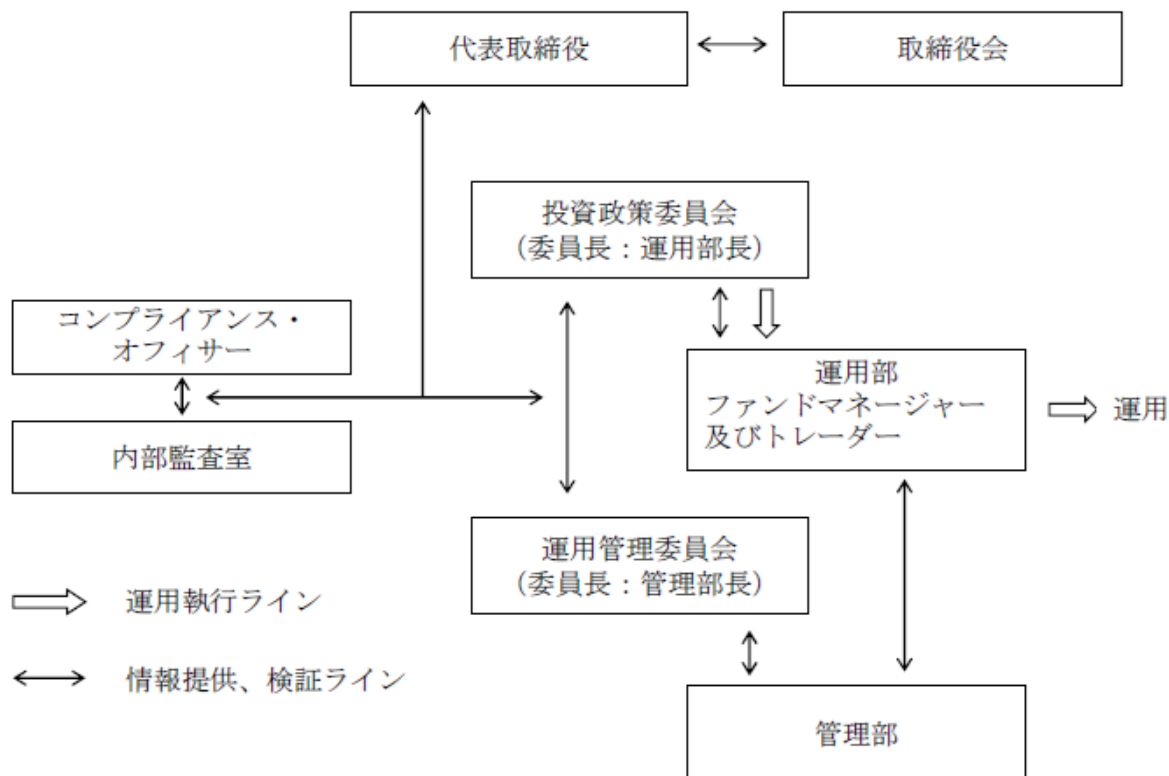 代表取締役
取締役会
投資政策委員会
(委員長：運用部長)
コンプライアンス・
オフィサー
運用部
ファンドマネージャー
及びトレーダー
運用
内部監査室
運用管理委員会
(委員長：管理部長)
運用執行ライン
情報提供、検証ライン
管理部